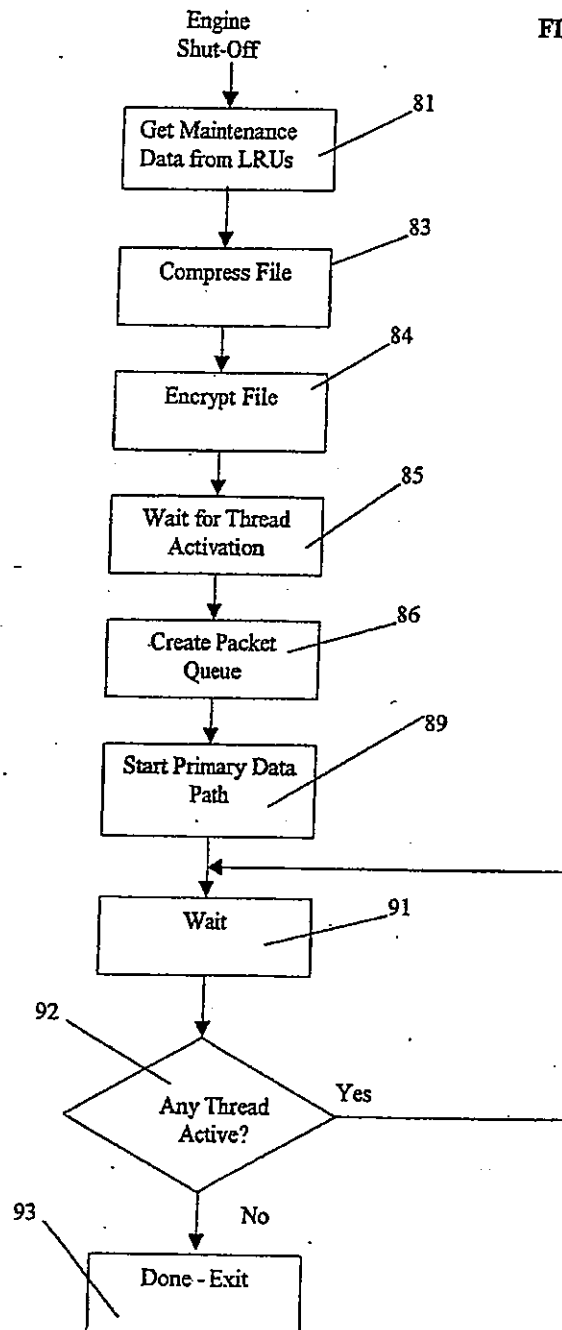 Engine
Shut-Off
81
Get Maintenance
Data from LRUs
83
Compress File
84
Encrypt File
85
Wait for Thread
Activation
86
Create Packet
Queue
89
Start Primary Data
Path
Wait
91
92
Any Thread
Active?
Yes
No
93
Done - Exit